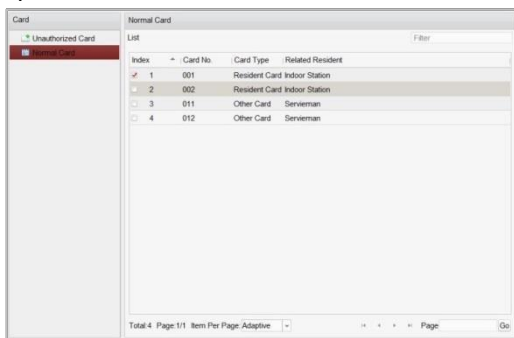 Card
Unauthorized Card
Normal Card
Normal Card
List
Filter
Index Card No. Card Type Related Resident
1 001 Resident Card Indoor Station
2 002 Resident Card Indoor Station
3 011 Other Card Servieman
4 012 Other Card Servieman
Total:4 Page:1/1 Item Per Page: Adaptive Page Go